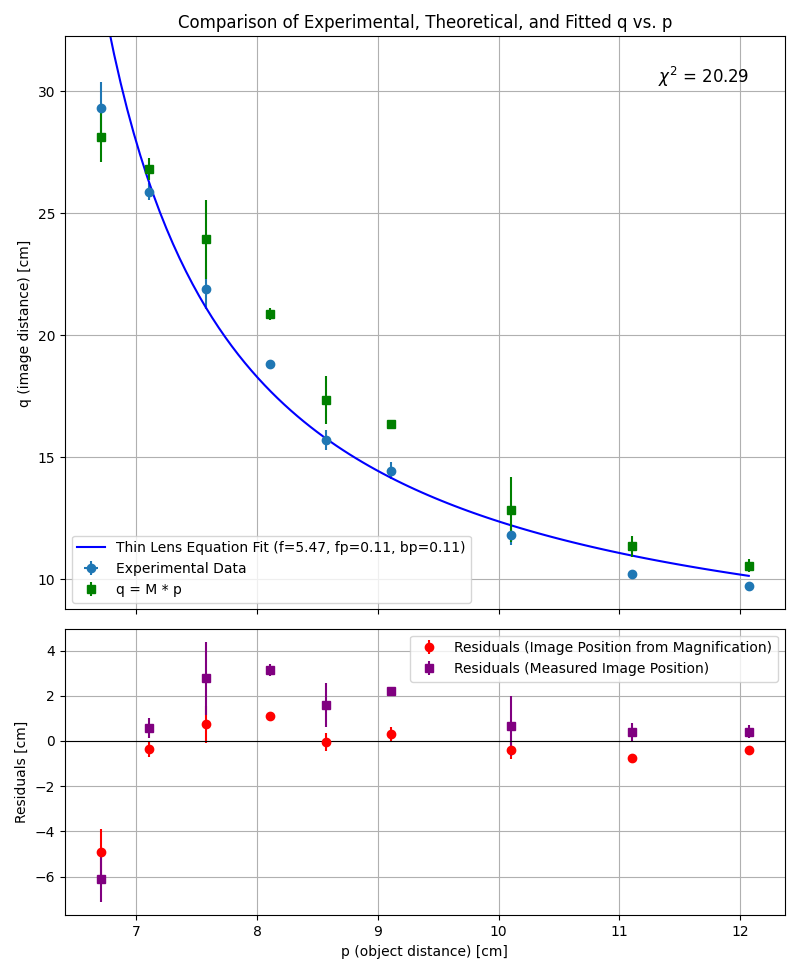 Comparison of Experimental, Theoretical, and Fitted q vs. p
χ² = 20.29
q (image distance) [cm]
30
25
20
15
10
Thin Lens Equation Fit (f=5.47, fp=0.11, bp=0.11)
Experimental Data
q = M * p
Residuals [cm]
4
2
0
−2
−4
−6
Residuals (Image Position from Magnification)
Residuals (Measured Image Position)
7 8 9 10 11 12
p (object distance) [cm]